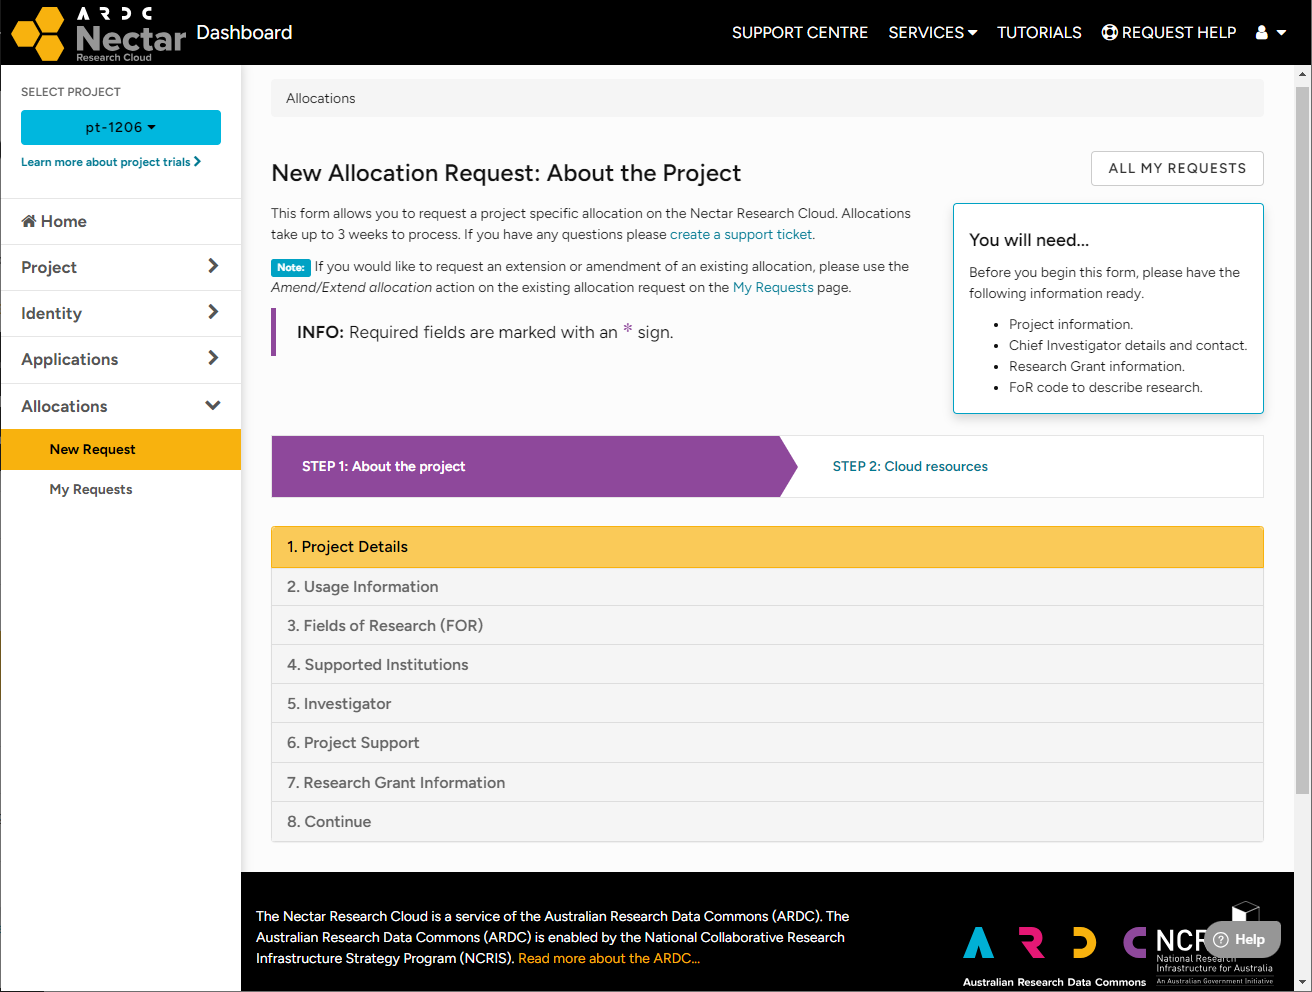 ARDC
Nectar
Research Cloud
Dashboard
SUPPORT CENTRE
SERVICES
TUTORIALS
REQUEST HELP
SELECT PROJECT
pt-1206
Learn more about project trials
Home
Project
Identity
Applications
Allocations
New Request
My Requests
Allocations
New Allocation Request: About the Project
ALL MY REQUESTS
This form allows you to request a project specific allocation on the Nectar Research Cloud. Allocations
take up to 3 weeks to process. If you have any questions please create a support ticket.
Note: If you would like to request an extension or amendment of an existing allocation, please use the
Amend/Extend allocation action on the existing allocation request on the My Requests page.
INFO: Required fields are marked with an * sign.
You will need...
Before you begin this form, please have the
following information ready.
• Project information.
• Chief Investigator details and contact.
• Research Grant information.
• FoR code to describe research.
STEP 1: About the project
STEP 2: Cloud resources
1. Project Details
2. Usage Information
3. Fields of Research (FOR)
4. Supported Institutions
5. Investigator
6. Project Support
7. Research Grant Information
8. Continue
The Nectar Research Cloud is a service of the Australian Research Data Commons (ARDC). The
Australian Research Data Commons (ARDC) is enabled by the National Collaborative Research
Infrastructure Strategy Program (NCRIS). Read more about the ARDC...
ARDC
Australian Research Data Commons
NCR
National Research
Infrastructure for Australia
An Australian Government Initiative
Help